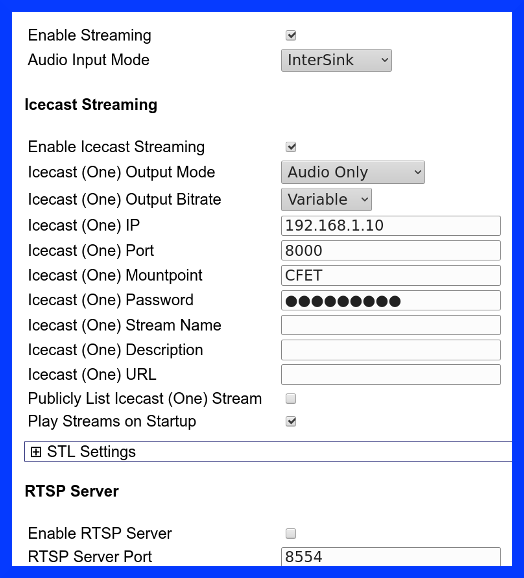 Enable Streaming
Audio Input Mode InterSink
Icecast Streaming
Enable Icecast Streaming
Icecast (One) Output Mode Audio Only
Icecast (One) Output Bitrate Variable
Icecast (One) IP 192.168.1.10
Icecast (One) Port 8000
Icecast (One) Mountpoint CFET
Icecast (One) Password ●●●●●●●●●
Icecast (One) Stream Name
Icecast (One) Description
Icecast (One) URL
Publicly List Icecast (One) Stream
Play Streams on Startup
STL Settings
RTSP Server
Enable RTSP Server
RTSP Server Port 8554